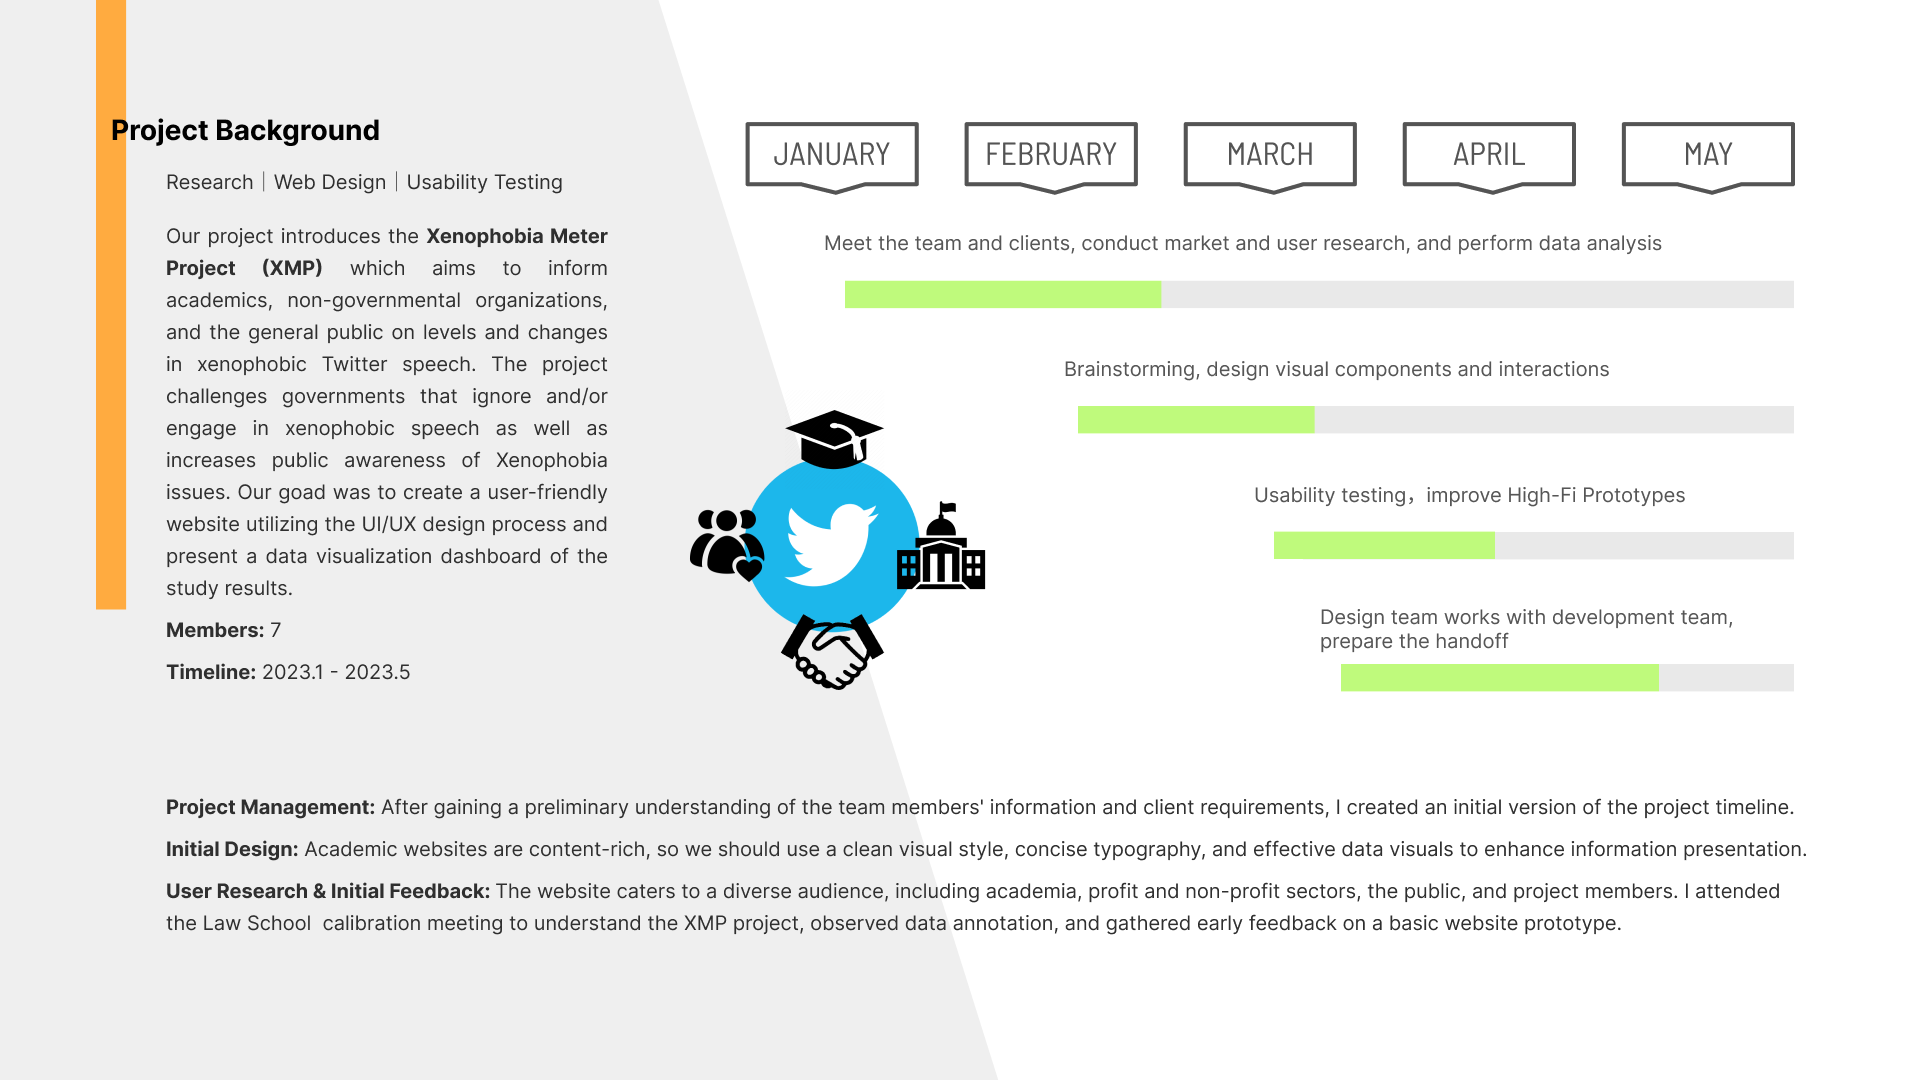 Project Background
Research | Web Design | Usability Testing
Our project introduces the Xenophobia Meter
Project (XMP) which aims to inform
academics, non-governmental organizations,
and the general public on levels and changes
in xenophobic Twitter speech. The project
challenges governments that ignore and/or
engage in xenophobic speech as well as
increases public awareness of Xenophobia
issues. Our goad was to create a user-friendly
website utilizing the UI/UX design process and
present a data visualization dashboard of the
study results.
Members: 7
Timeline: 2023.1 - 2023.5
JANUARY
FEBRUARY
MARCH
APRIL
MAY
Meet the team and clients, conduct market and user research, and perform data analysis
Brainstorming, design visual components and interactions
Usability testing，improve High-Fi Prototypes
Design team works with development team,
prepare the handoff
Project Management: After gaining a preliminary understanding of the team members' information and client requirements, I created an initial version of the project timeline.
Initial Design: Academic websites are content-rich, so we should use a clean visual style, concise typography, and effective data visuals to enhance information presentation.
User Research & Initial Feedback: The website caters to a diverse audience, including academia, profit and non-profit sectors, the public, and project members. I attended
the Law School  calibration meeting to understand the XMP project, observed data annotation, and gathered early feedback on a basic website prototype.